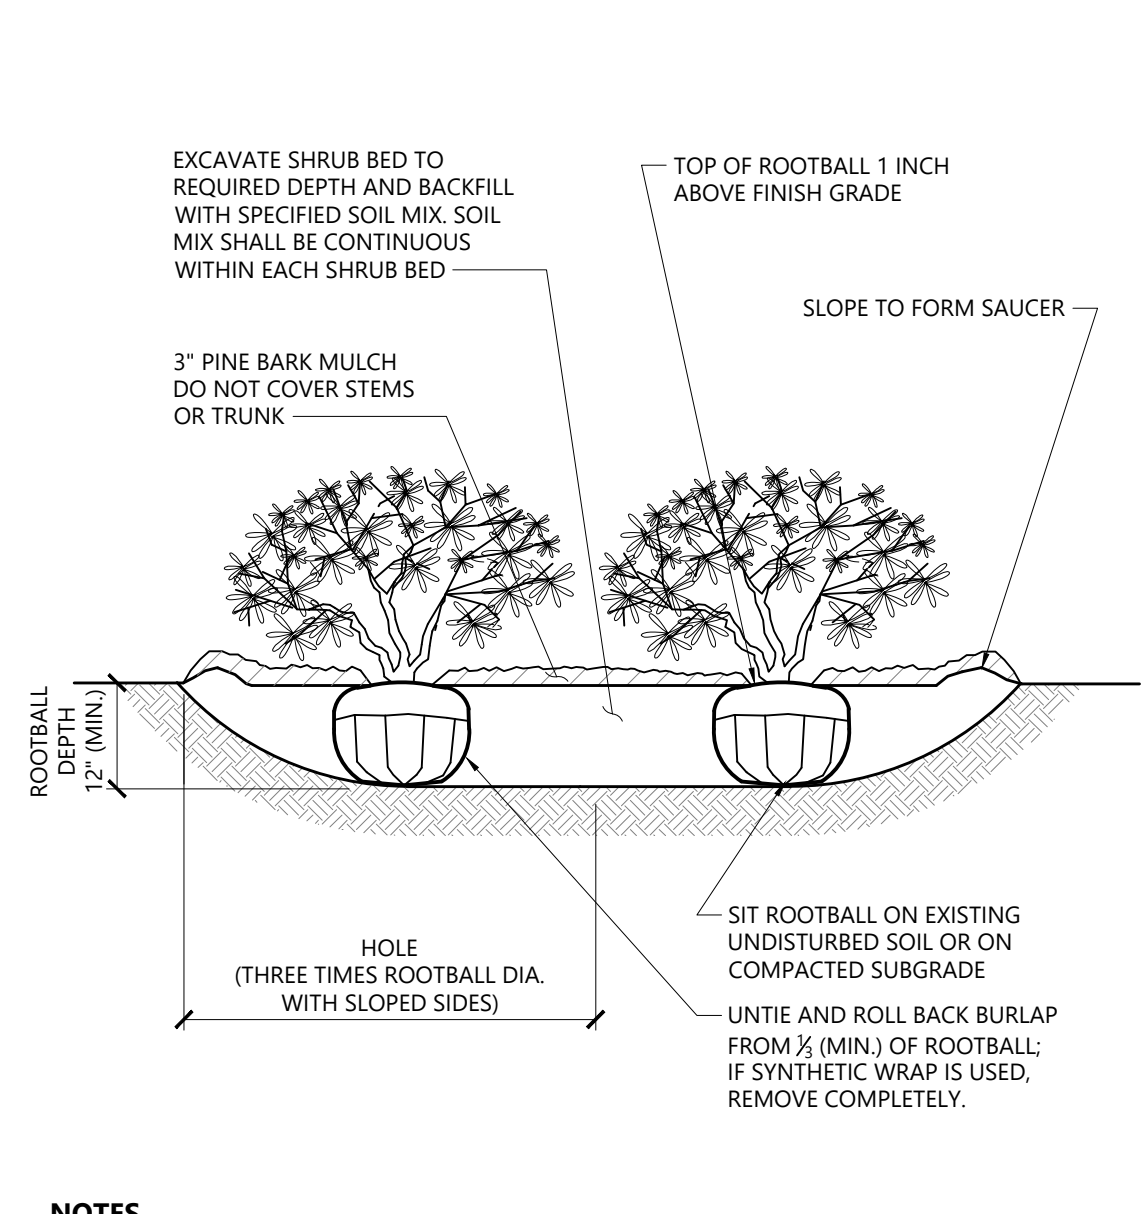 EXCAVATE SHRUB BED TO
REQUIRED DEPTH AND BACKFILL
WITH SPECIFIED SOIL MIX. SOIL
MIX SHALL BE CONTINUOUS
WITHIN EACH SHRUB BED
TOP OF ROOTBALL 1 INCH
ABOVE FINISH GRADE
SLOPE TO FORM SAUCER
3" PINE BARK MULCH
DO NOT COVER STEMS
OR TRUNK
ROOTBALL
DEPTH
12" (MIN.)
HOLE
(THREE TIMES ROOTBALL DIA.
WITH SLOPED SIDES)
SIT ROOTBALL ON EXISTING
UNDISTURBED SOIL OR ON
COMPACTED SUBGRADE
UNTIE AND ROLL BACK BURLAP
FROM 1/3 (MIN.) OF ROOTBALL;
IF SYNTHETIC WRAP IS USED,
REMOVE COMPLETELY.
NOTES